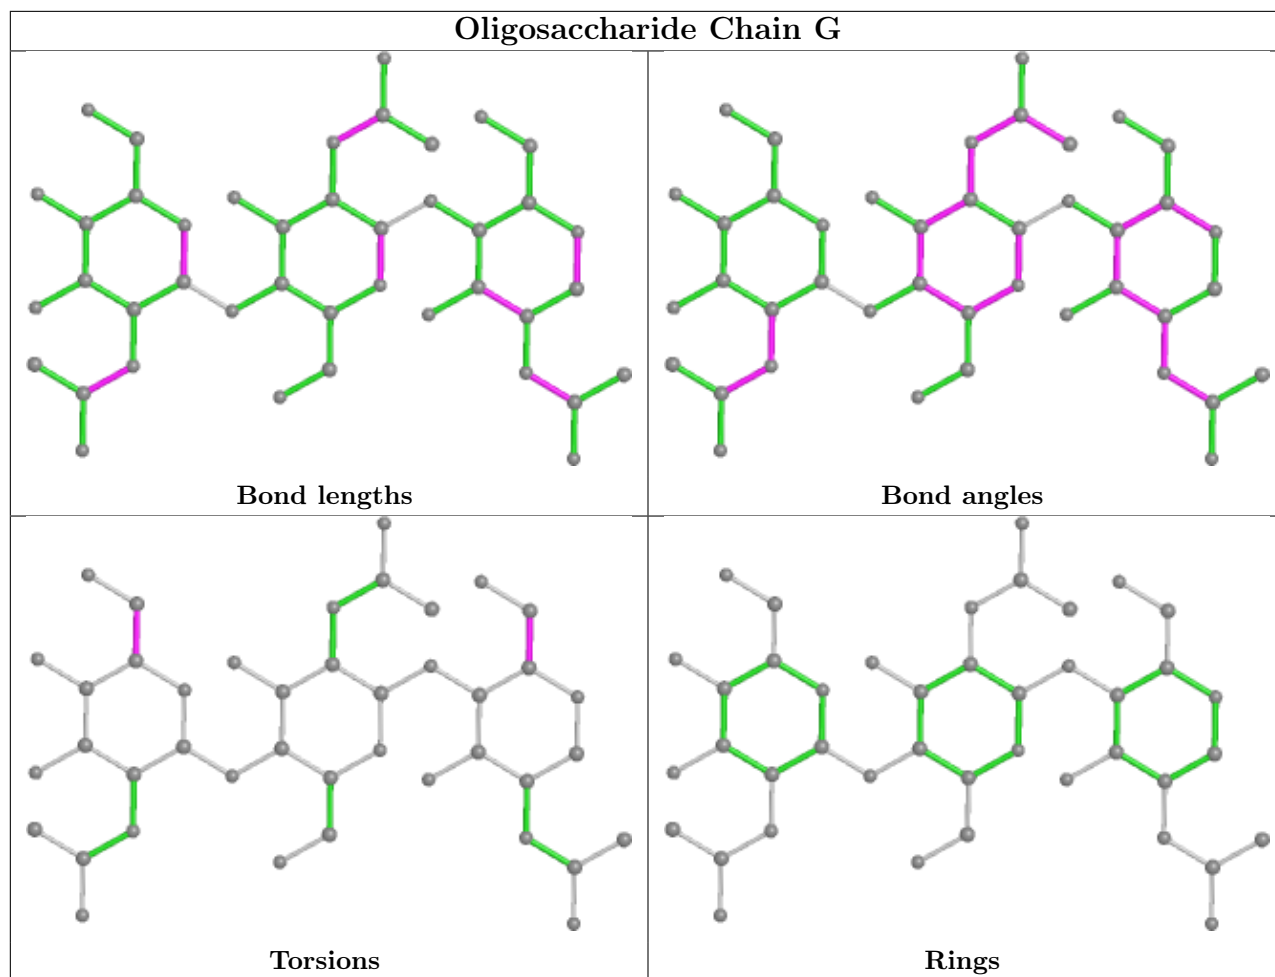 Oligosaccharide Chain G
Bond lengths
Bond angles
Torsions
Rings